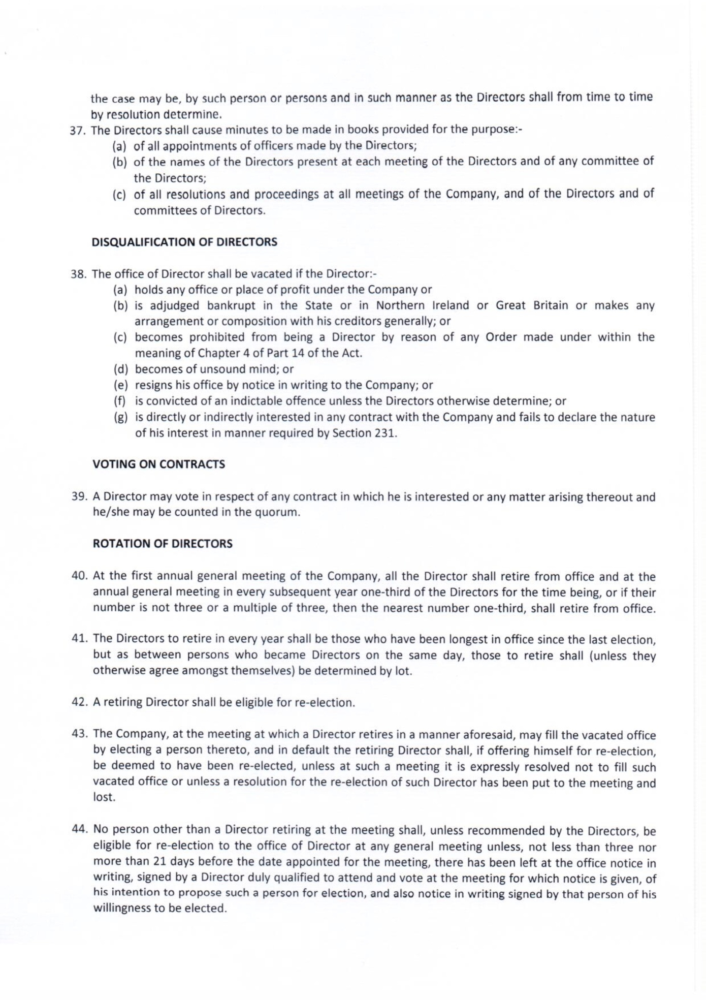 the case may be, by such person or persons and in such manner as the Directors shall from time to time
by resolution determine.
37. The Directors shall cause minutes to be made in books provided for the purpose:-
(a) of all appointments of officers made by the Directors;
(b) of the names of the Directors present at each meeting of the Directors and of any committee of
the Directors;
(c) of all resolutions and proceedings at all meetings of the Company, and of the Directors and of
committees of Directors.
DISQUALIFICATION OF DIRECTORS
38. The office of Director shall be vacated if the Director:-
(a) holds any office or place of profit under the Company or
(b) is adjudged bankrupt in the State or in Northern Ireland or Great Britain or makes any
arrangement or composition with his creditors generally; or
(c) becomes prohibited from being a Director by reason of any Order made under within the
meaning of Chapter 4 of Part 14 of the Act.
(d) becomes of unsound mind; or
(e) resigns his office by notice in writing to the Company; or
(f) is convicted of an indictable offence unless the Directors otherwise determine; or
(g) is directly or indirectly interested in any contract with the Company and fails to declare the nature
of his interest in manner required by Section 231.
VOTING ON CONTRACTS
39. A Director may vote in respect of any contract in which he is interested or any matter arising thereout and
he/she may be counted in the quorum.
ROTATION OF DIRECTORS
40. At the first annual general meeting of the Company, all the Director shall retire from office and at the
annual general meeting in every subsequent year one-third of the Directors for the time being, or if their
number is not three or a multiple of three, then the nearest number one-third, shall retire from office.
41. The Directors to retire in every year shall be those who have been longest in office since the last election,
but as between persons who became Directors on the same day, those to retire shall (unless they
otherwise agree amongst themselves) be determined by lot.
42. A retiring Director shall be eligible for re-election.
43. The Company, at the meeting at which a Director retires in a manner aforesaid, may fill the vacated office
by electing a person thereto, and in default the retiring Director shall, if offering himself for re-election,
be deemed to have been re-elected, unless at such a meeting it is expressly resolved not to fill such
vacated office or unless a resolution for the re-election of such Director has been put to the meeting and
lost.
44. No person other than a Director retiring at the meeting shall, unless recommended by the Directors, be
eligible for re-election to the office of Director at any general meeting unless, not less than three nor
more than 21 days before the date appointed for the meeting, there has been left at the office notice in
writing, signed by a Director duly qualified to attend and vote at the meeting for which notice is given, of
his intention to propose such a person for election, and also notice in writing signed by that person of his
willingness to be elected.